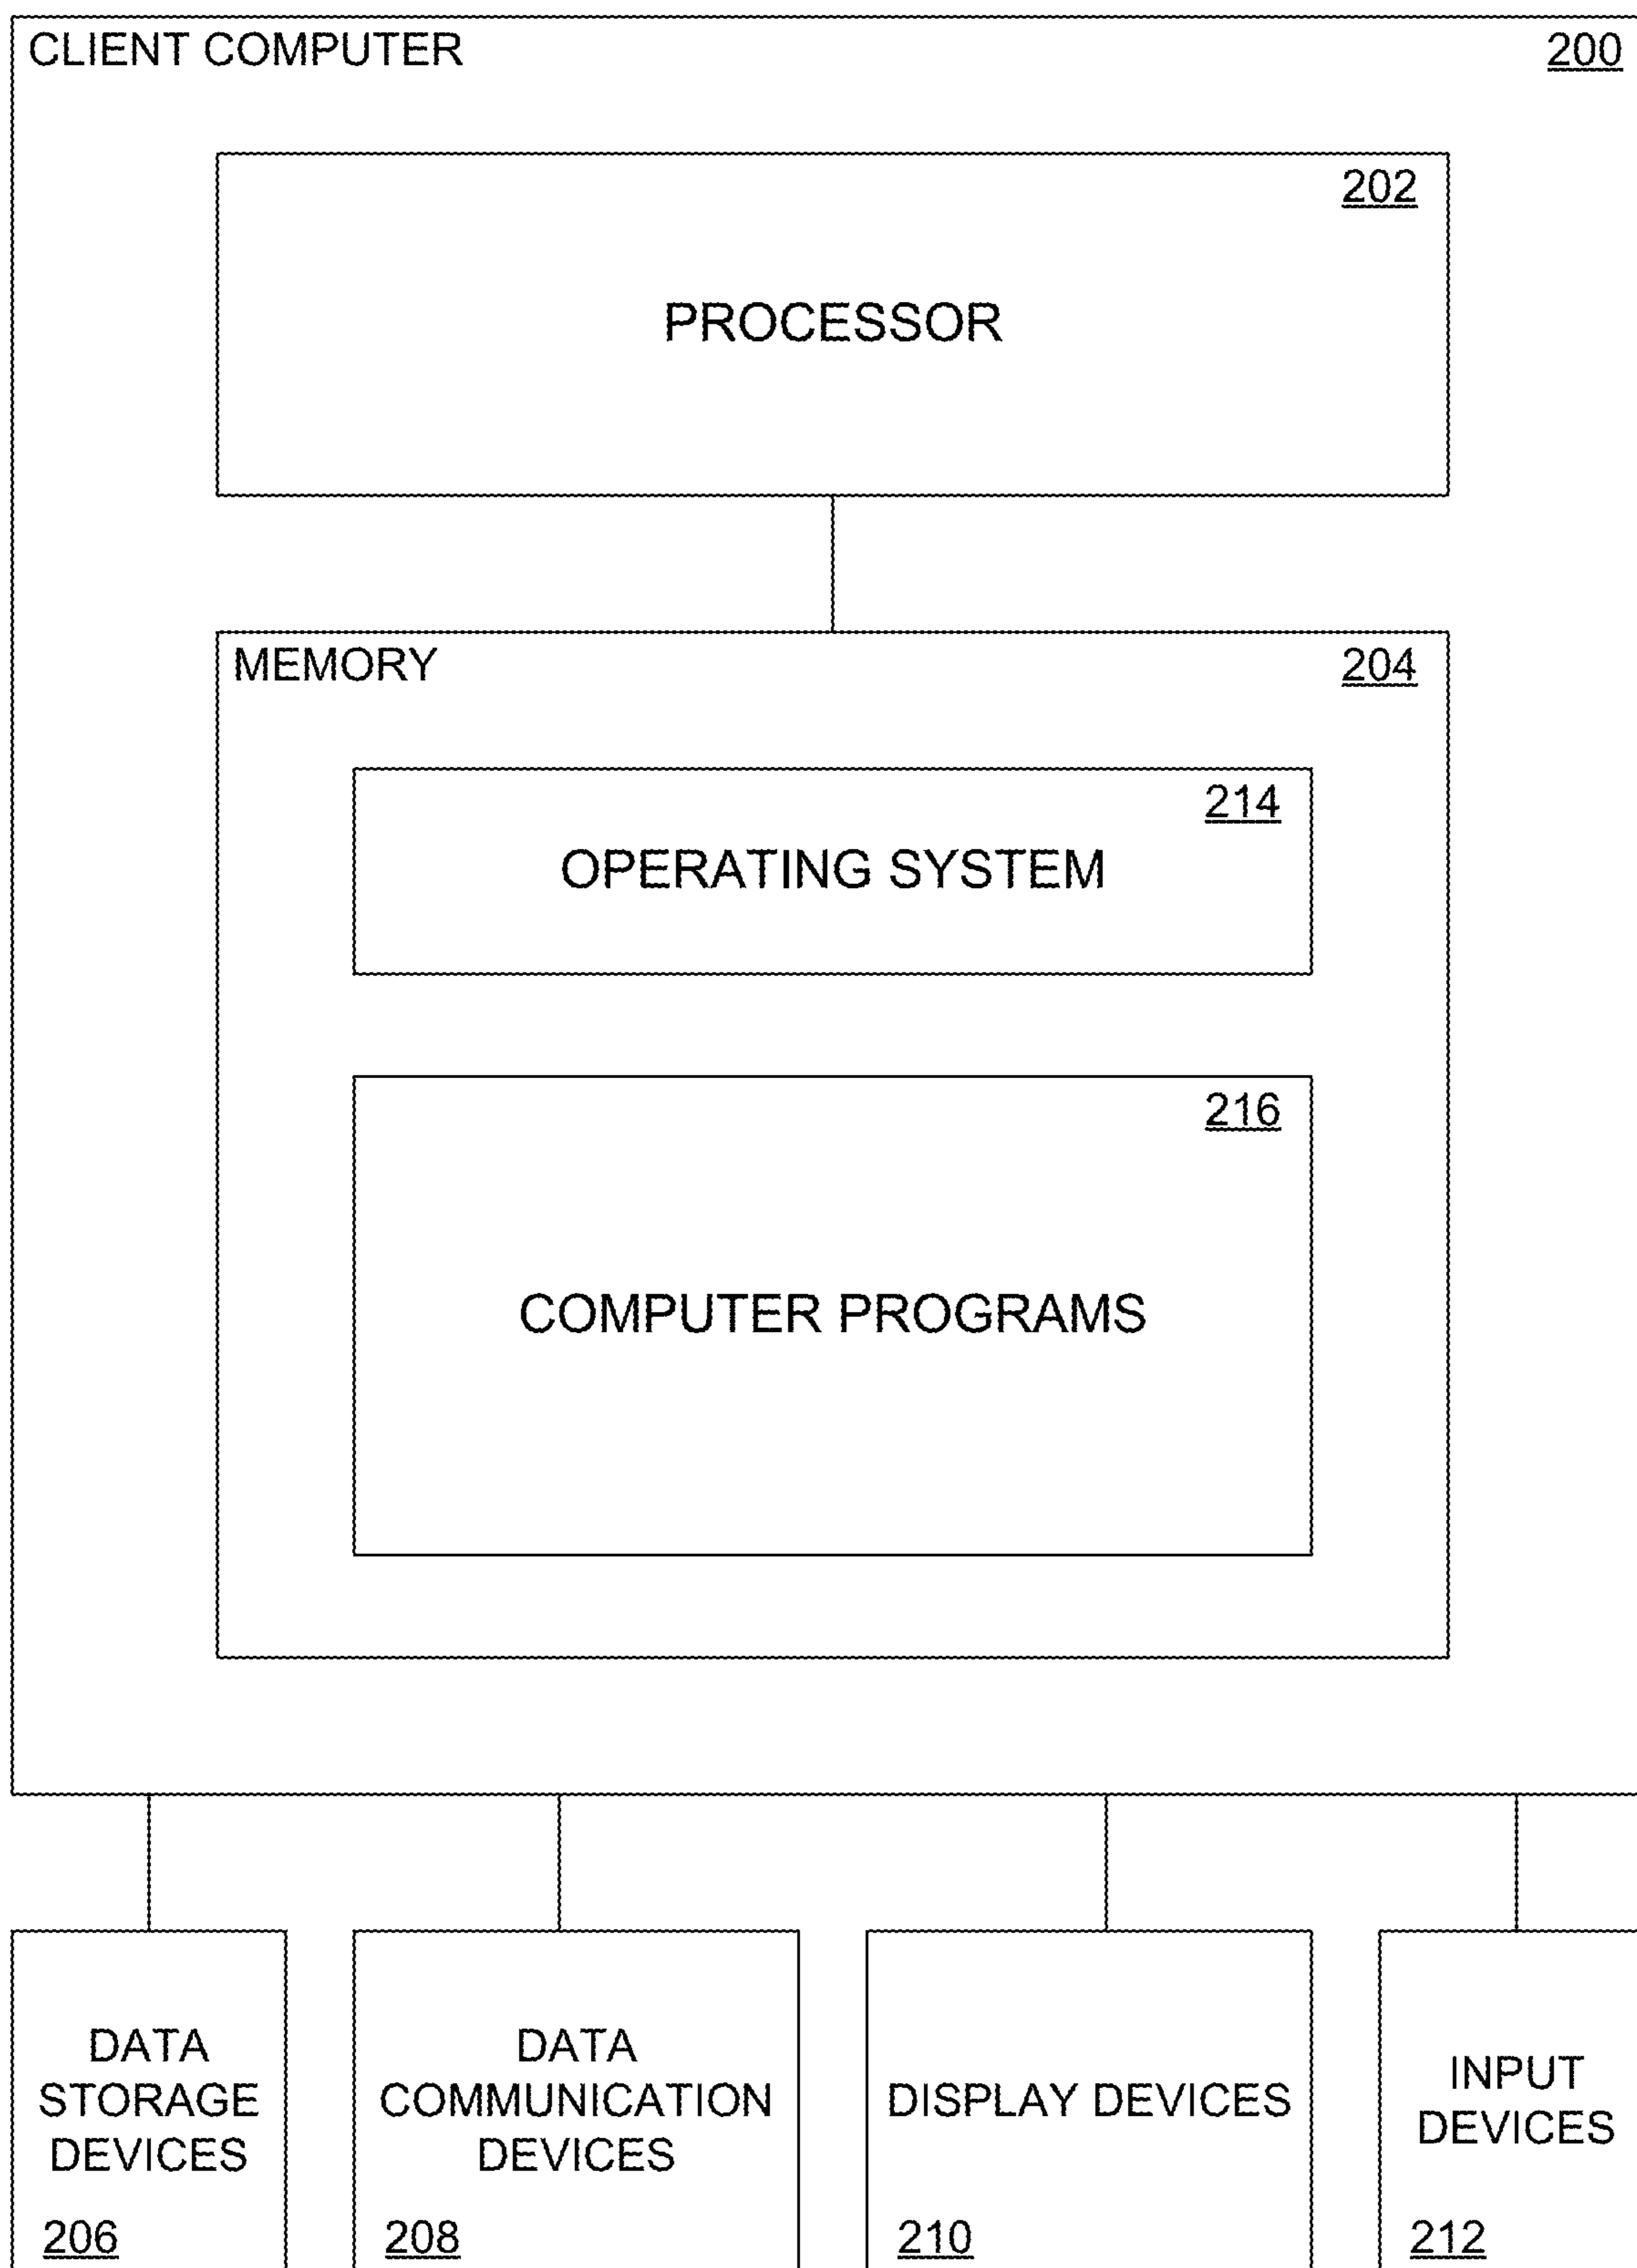 CLIENT COMPUTER 200
202
PROCESSOR
MEMORY 204
214
OPERATING SYSTEM
216
COMPUTER PROGRAMS
DATA
STORAGE
DEVICES
206
DATA
COMMUNICATION
DEVICES
208
DISPLAY DEVICES
210
INPUT
DEVICES
212